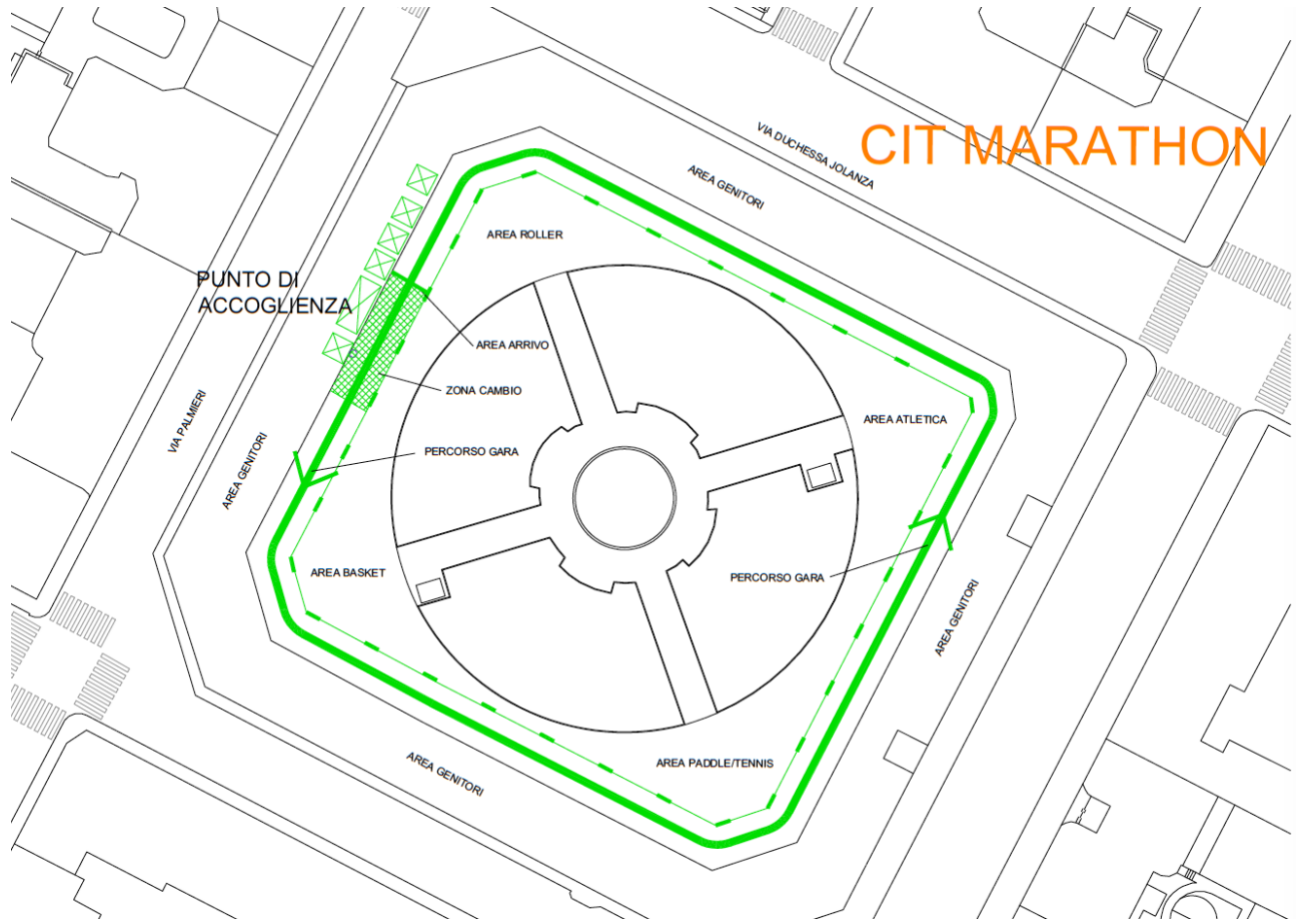 CIT MARATHON
VIA DUCHESSA JOLANZA
AREA GENITORI
AREA ROLLER
PUNTO DI
ACCOGLIENZA
AREA ARRIVO
ZONA CAMBIO
VIA PALMIERI
AREA GENITORI
PERCORSO GARA
AREA ATLETICA
AREA BASKET
PERCORSO GARA
AREA GENITORI
AREA PADDLE/TENNIS
AREA GENITORI